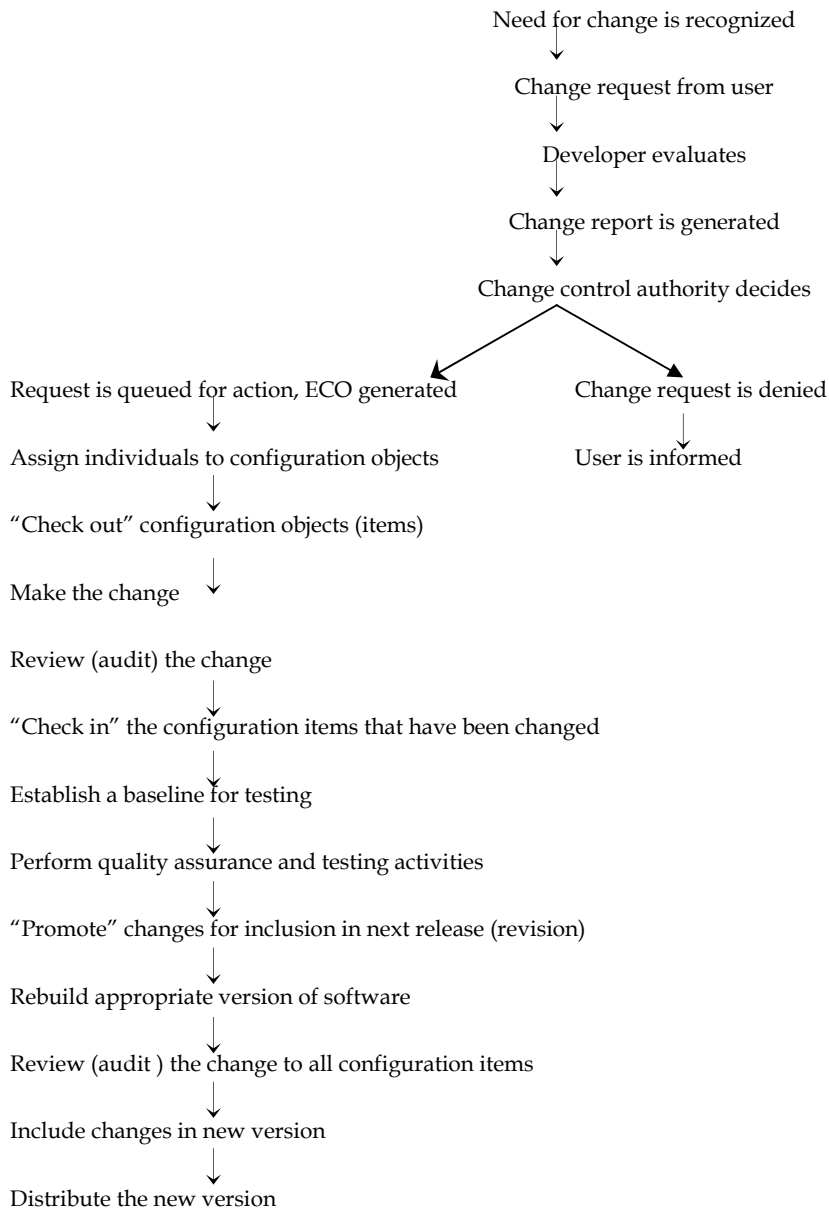 Need for change is recognized
Change request from user
Developer evaluates
Change report is generated
Change control authority decides
Request is queued for action, ECO generated
Change request is denied
Assign individuals to configuration objects
User is informed
“Check out” configuration objects (items)
Make the change
Review (audit) the change
“Check in” the configuration items that have been changed
Establish a baseline for testing
Perform quality assurance and testing activities
“Promote” changes for inclusion in next release (revision)
Rebuild appropriate version of software
Review (audit ) the change to all configuration items
Include changes in new version
Distribute the new version